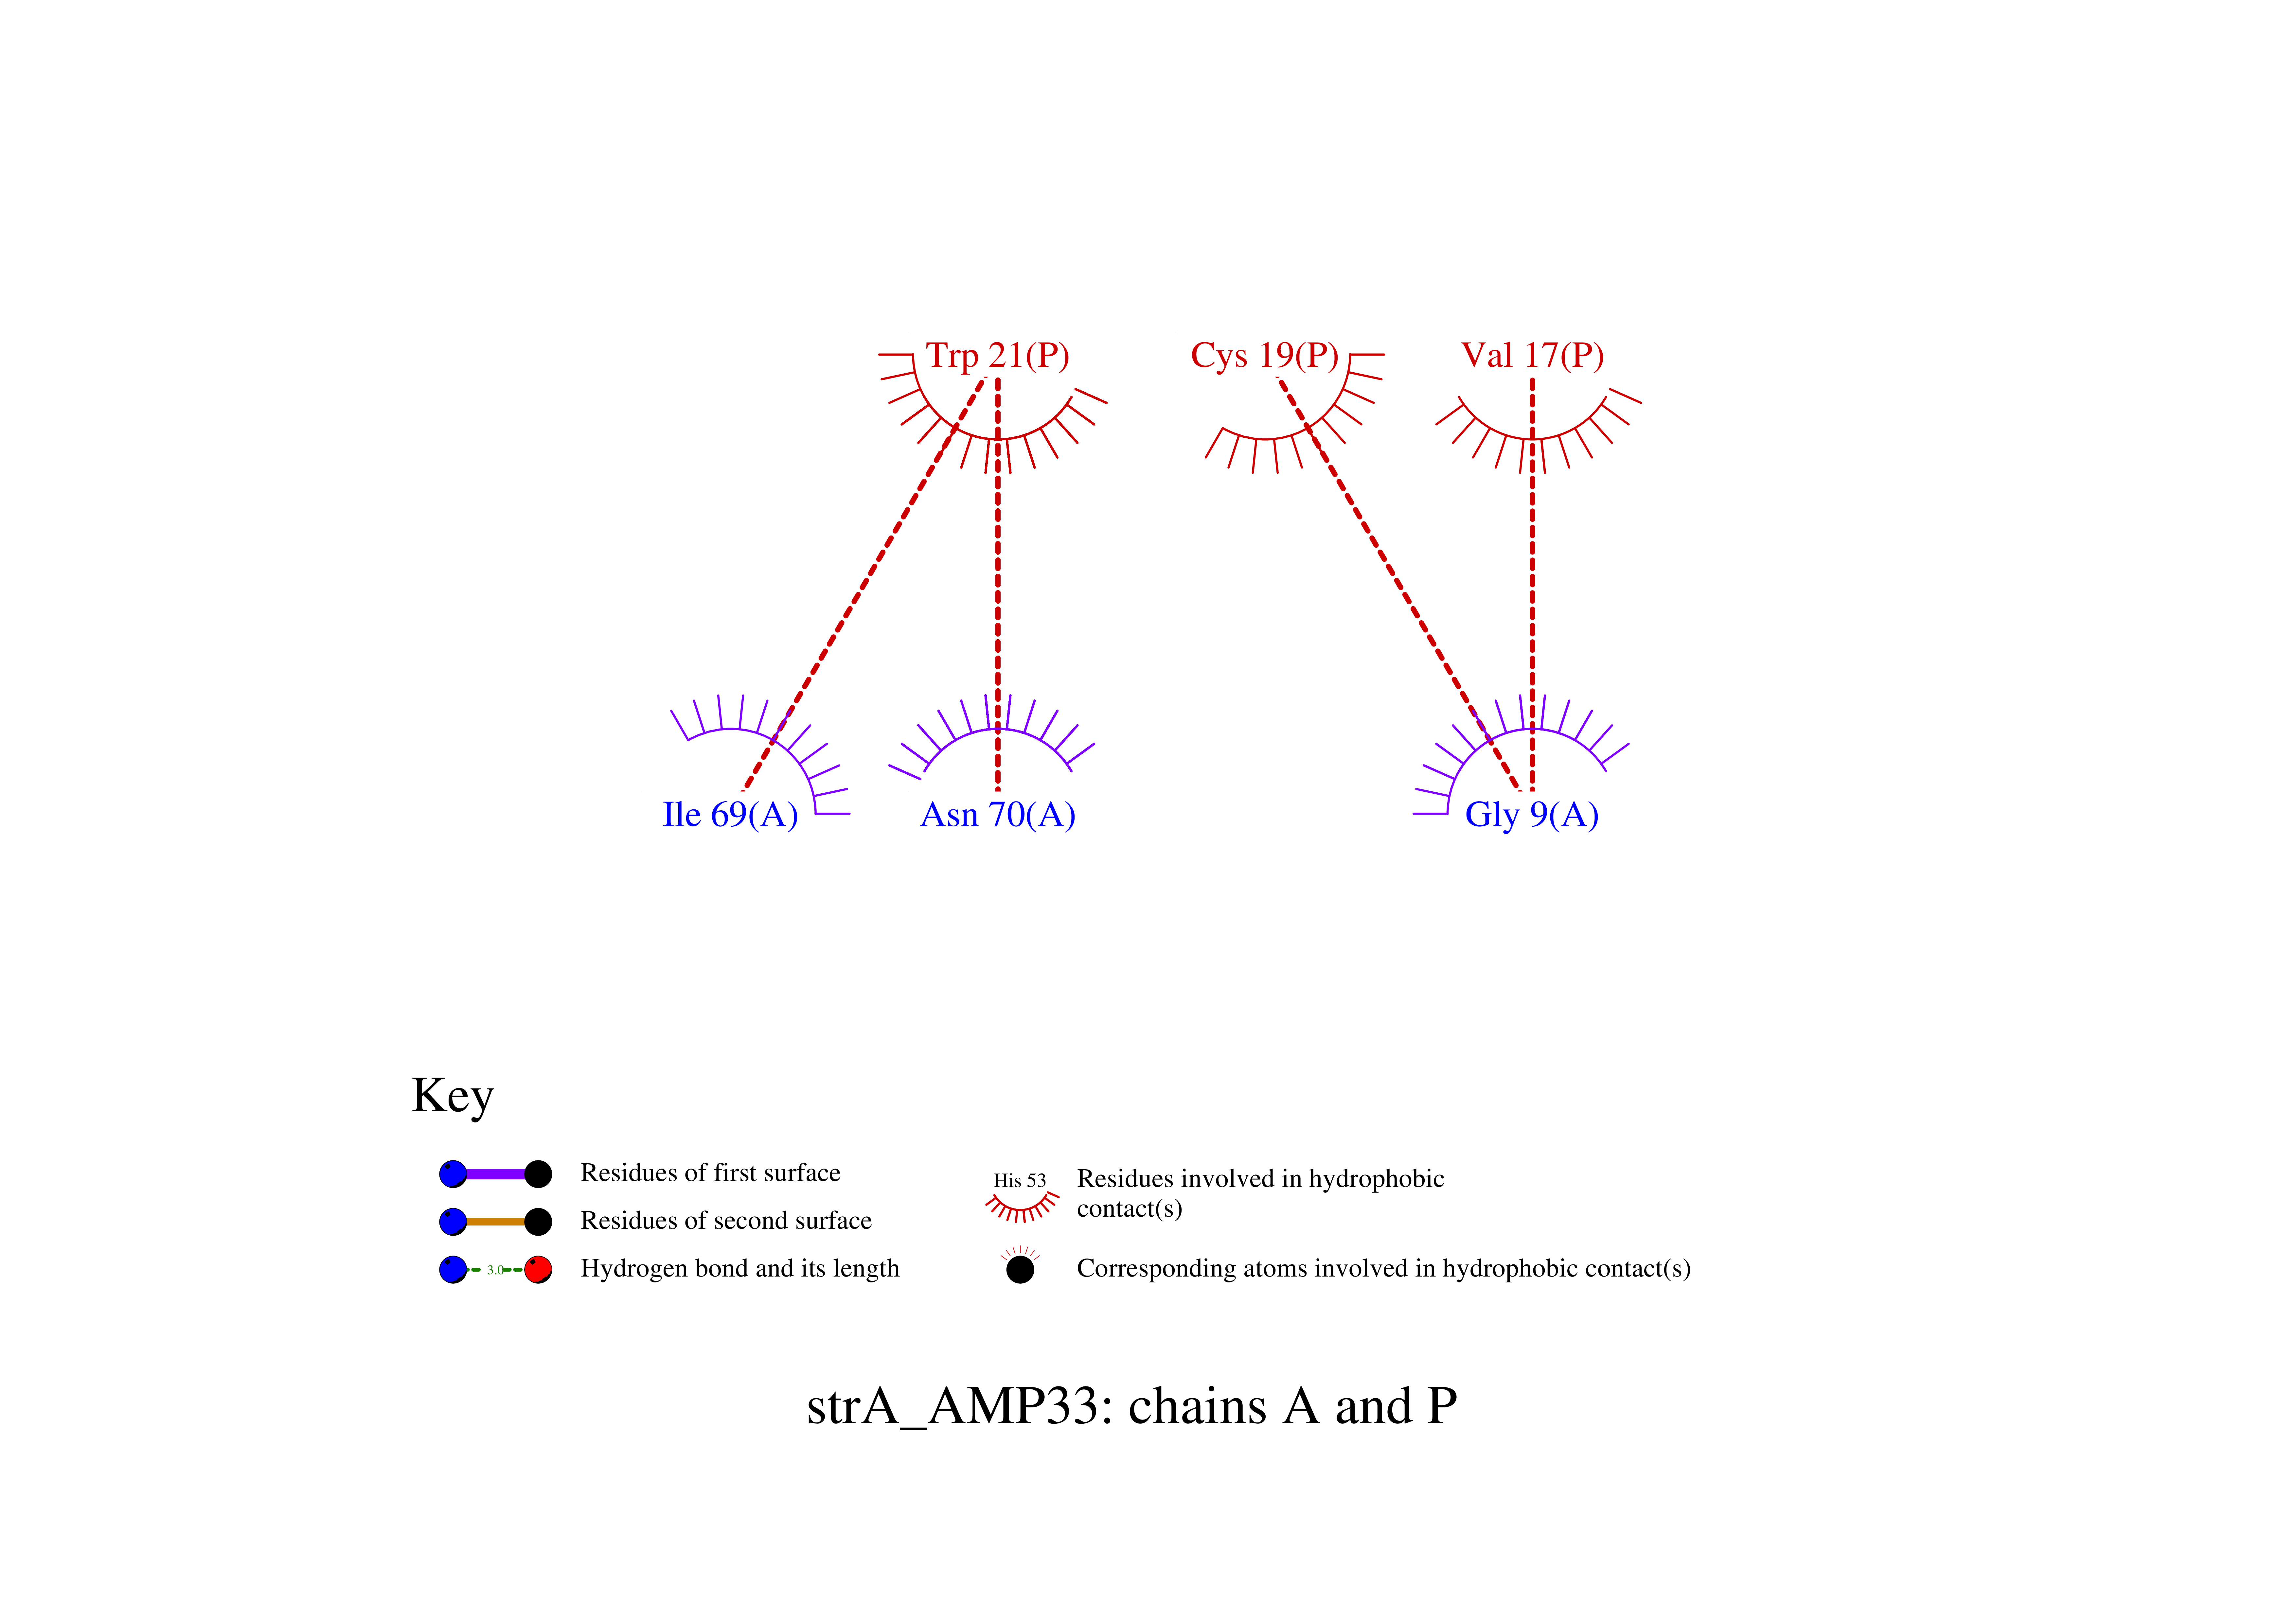 Trp 21(P) Cys 19(P) Val 17(P)
Ile 69(A) Asn 70(A) Gly 9(A)
Key
Residues of first surface
Residues of second surface
3.0 Hydrogen bond and its length
His 53 Residues involved in hydrophobic
contact(s)
Corresponding atoms involved in hydrophobic contact(s)
strA_AMP33: chains A and P